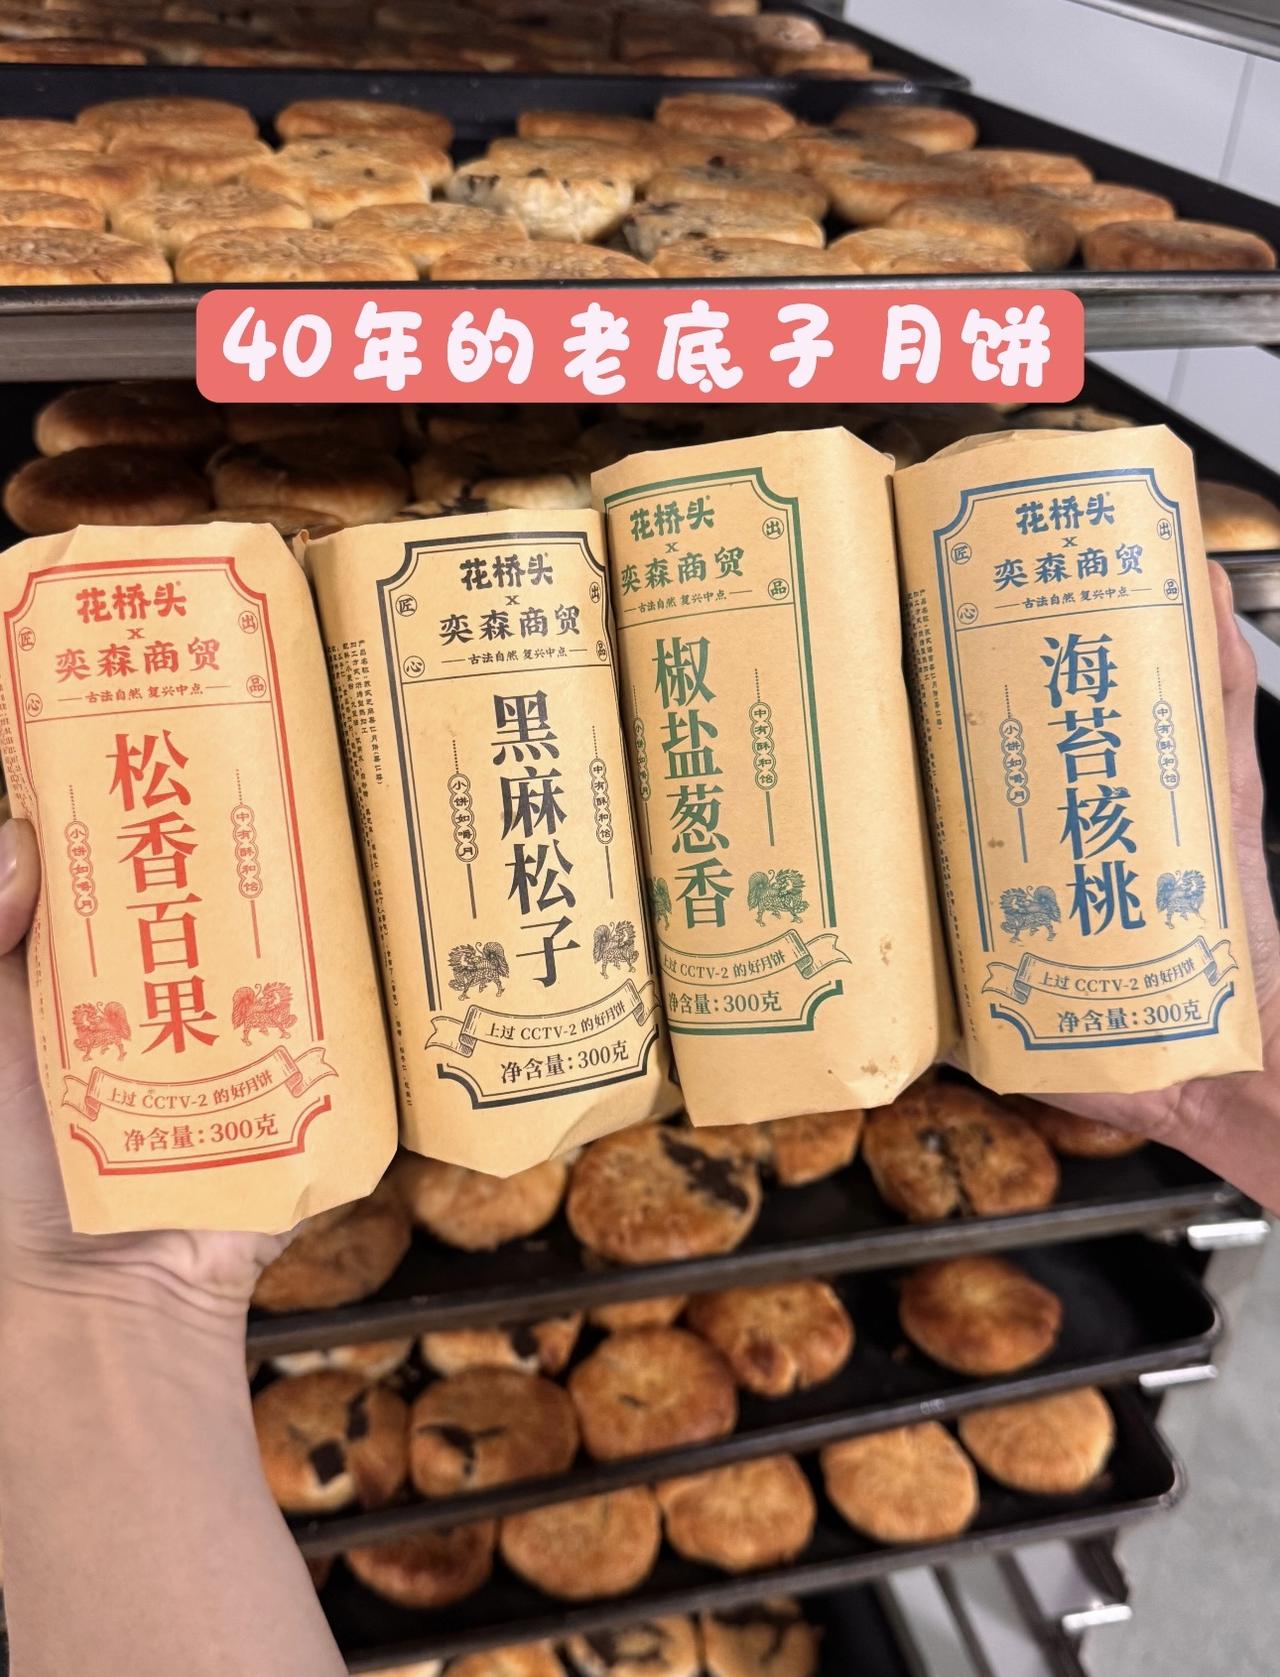 40年的老底子 月饼
花桥头
x
奕森商贸
古法自然 复兴中点
匠心
出品
松香百果
小饼如嚼月
中有酥和饴
上过 CCTV-2 的好月饼
净含量:300克
花桥头
x
奕森商贸
古法自然 复兴中点
匠心
出品
黑麻松子
小饼如嚼月
中有酥和饴
上过 CCTV-2 的好月饼
净含量:300克
花桥头
x
奕森商贸
古法自然 复兴中点
出品
椒盐葱香
小饼如嚼月
中有酥和饴
上过 CCTV-2 的好月饼
净含量:300克
花桥头
x
奕森商贸
古法自然 复兴中点
匠心
出品
海苔核桃
小饼如嚼月
中有酥和饴
上过 CCTV-2 的好月饼
净含量:300克